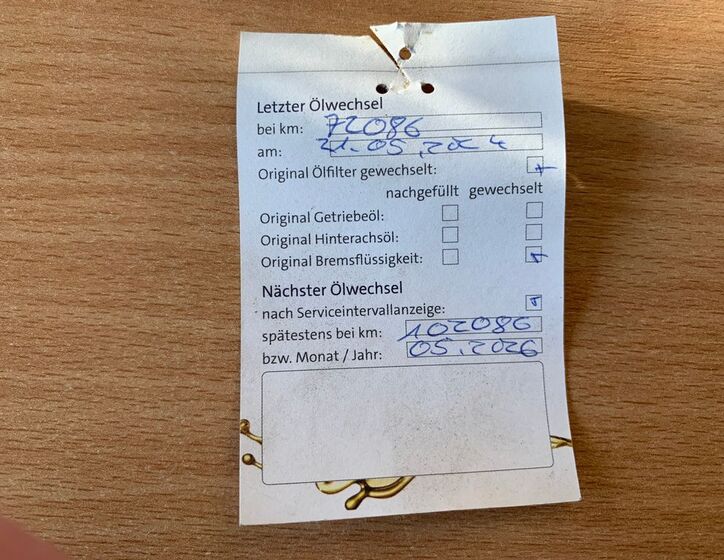 Letzter Ölwechsel
bei km: 72086
am: 21.05.2024
Original Ölfilter gewechselt:
nachgefüllt gewechselt
Original Getriebeöl:
Original Hinterachsöl:
Original Bremsflüssigkeit:
Nächster Ölwechsel
nach Serviceintervallanzeige:
spätestens bei km: 102086
bzw. Monat / Jahr: 05.2026